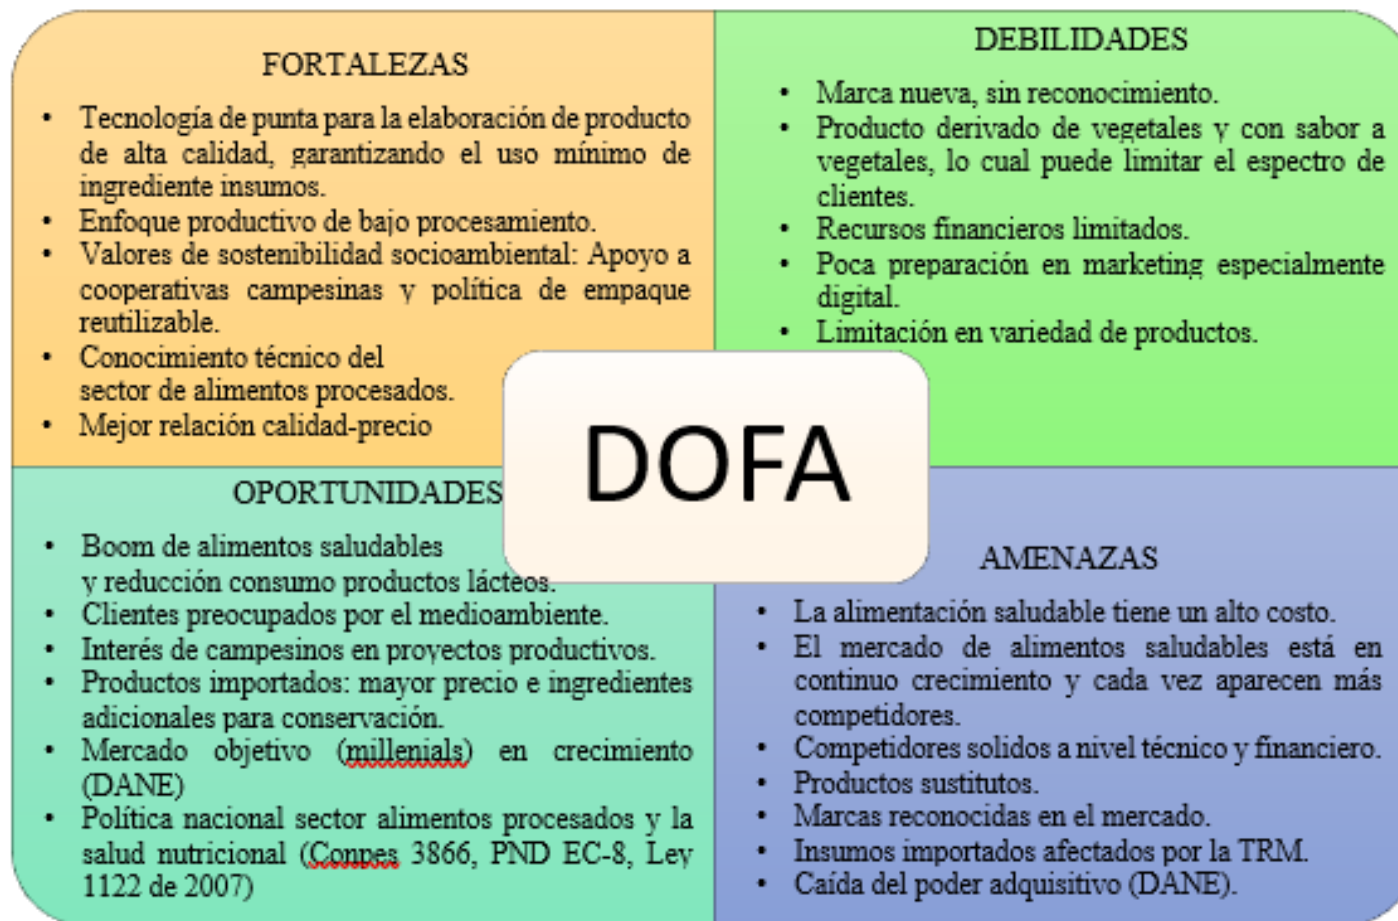 FORTALEZAS
• Tecnología de punta para la elaboración de producto
de alta calidad, garantizando el uso mínimo de
ingrediente insumos.
• Enfoque productivo de bajo procesamiento.
• Valores de sostenibilidad socioambiental: Apoyo a
cooperativas campesinas y política de empaque
reutilizable.
• Conocimiento técnico del
sector de alimentos procesados.
• Mejor relación calidad-precio
DEBILIDADES
• Marca nueva, sin reconocimiento.
• Producto derivado de vegetales y con sabor a
vegetales, lo cual puede limitar el espectro de
clientes.
• Recursos financieros limitados.
• Poca preparación en marketing especialmente
digital.
• Limitación en variedad de productos.
DOFA
OPORTUNIDADES
• Boom de alimentos saludables
y reducción consumo productos lácteos.
• Clientes preocupados por el medioambiente.
• Interés de campesinos en proyectos productivos.
• Productos importados: mayor precio e ingredientes
adicionales para conservación.
• Mercado objetivo (millenials) en crecimiento
(DANE)
• Política nacional sector alimentos procesados y la
salud nutricional (Conpes 3866, PND EC-8, Ley
1122 de 2007)
AMENAZAS
• La alimentación saludable tiene un alto costo.
• El mercado de alimentos saludables está en
continuo crecimiento y cada vez aparecen más
competidores.
• Competidores solidos a nivel técnico y financiero.
• Productos sustitutos.
• Marcas reconocidas en el mercado.
• Insumos importados afectados por la TRM.
• Caída del poder adquisitivo (DANE).